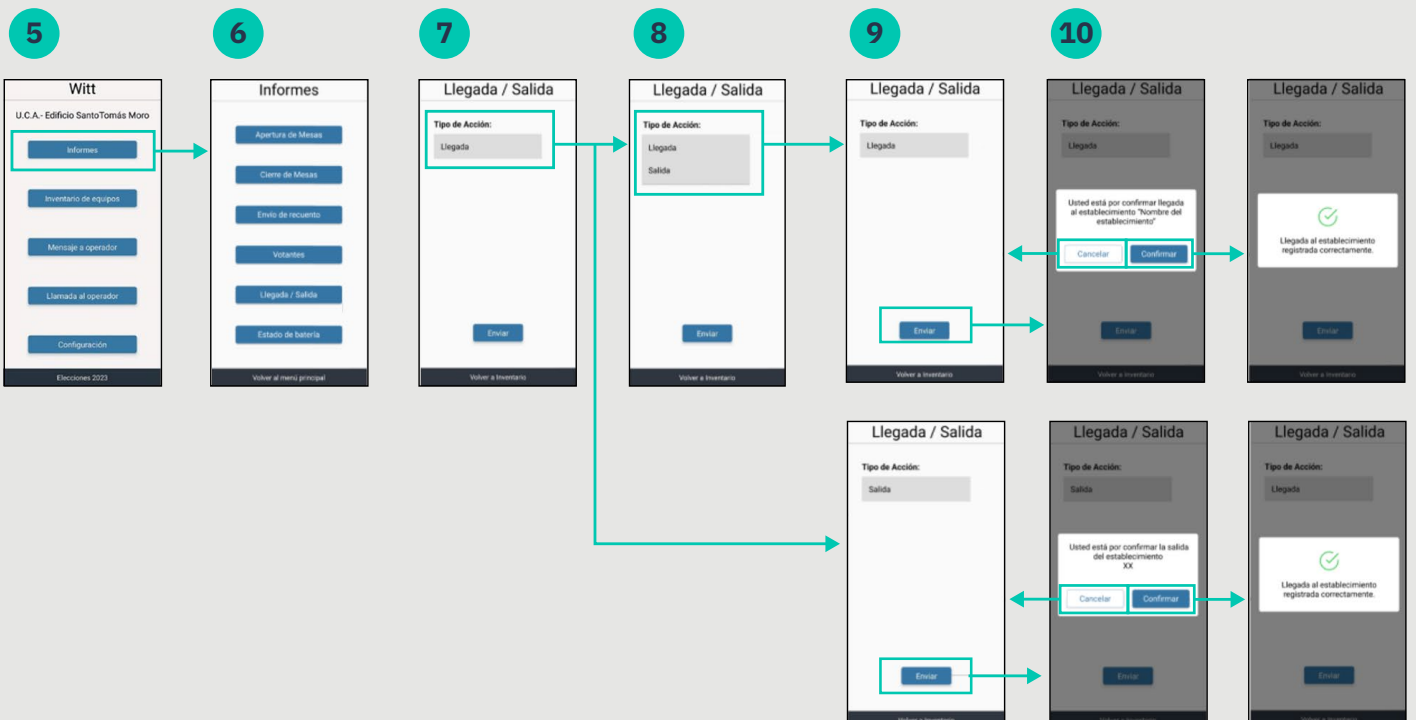 5
6
7
8
9
10
Witt
U.C.A.- Edificio SantoTomás Moro
Informes
Inventario de equipos
Mensaje a operador
Llamada al operador
Configuración
Elecciones 2023
Informes
Apertura de Mesas
Cierre de Mesas
Envío de recuento
Votantes
Llegada / Salida
Estado de batería
Volver al menú principal
Llegada / Salida
Tipo de Acción:
Llegada
Enviar
Volver a Inventario
Llegada / Salida
Tipo de Acción:
Llegada
Salida
Enviar
Volver a Inventario
Llegada / Salida
Tipo de Acción:
Llegada
Enviar
Volver a Inventario
Llegada / Salida
Tipo de Acción:
Llegada
Usted está por confirmar llegada
al establecimiento "Nombre del
establecimiento"
Cancelar
Confirmar
Enviar
Volver a Inventario
Llegada / Salida
Tipo de Acción:
Llegada
Llegada al establecimiento
registrada correctamente.
Enviar
Volver a Inventario
Llegada / Salida
Tipo de Acción:
Salida
Enviar
Volver a Inventario
Llegada / Salida
Tipo de Acción:
Salida
Usted está por confirmar la salida
del establecimiento
XX
Cancelar
Confirmar
Enviar
Volver a Inventario
Llegada / Salida
Tipo de Acción:
Llegada
Llegada al establecimiento
registrada correctamente.
Enviar
Volver a Inventario